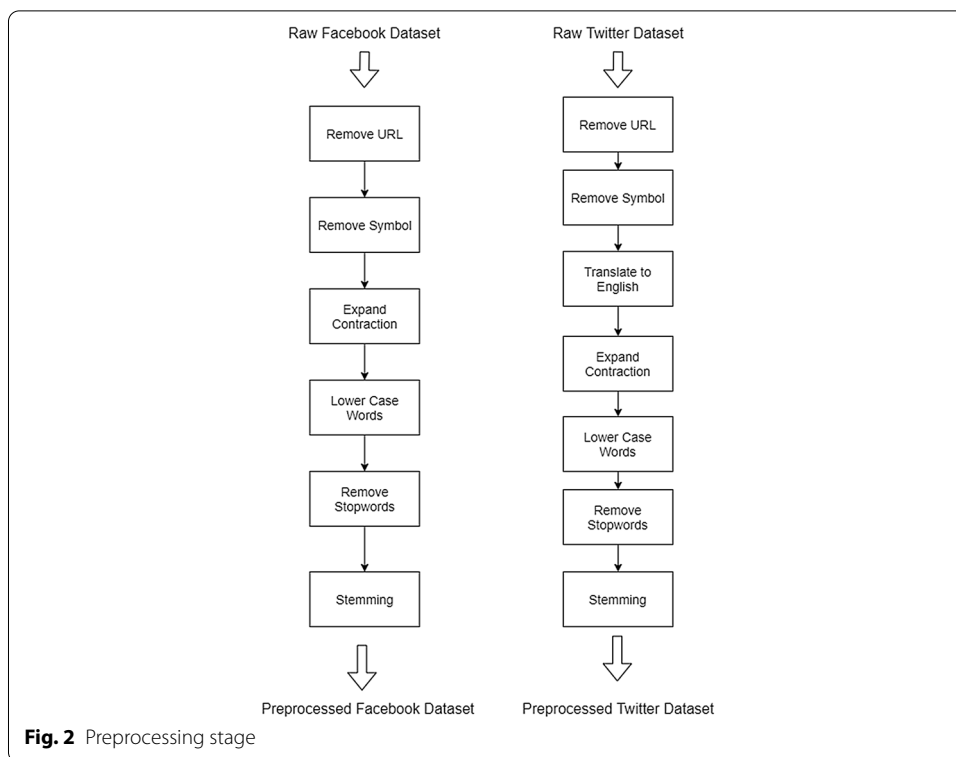 Raw Facebook Dataset
Remove URL
Remove Symbol
Expand
Contraction
Lower Case
Words
Remove
Stopwords
Stemming
Preprocessed Facebook Dataset
Raw Twitter Dataset
Remove URL
Remove Symbol
Translate to
English
Expand
Contraction
Lower Case
Words
Remove
Stopwords
Stemming
Preprocessed Twitter Dataset
Fig. 2 Preprocessing stage